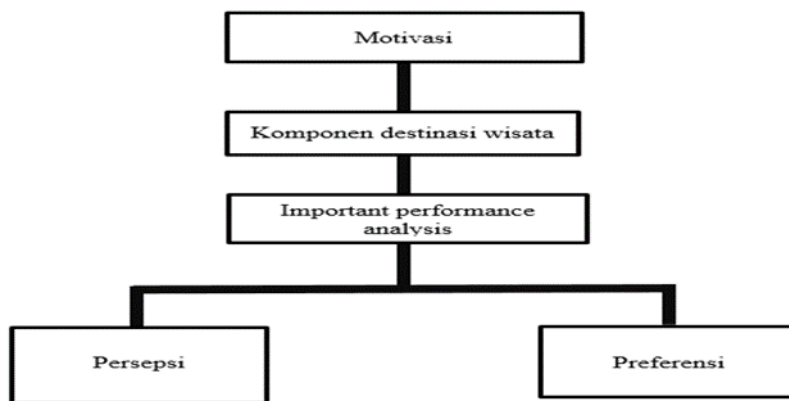 Motivasi
Komponen destinasi wisata
Important performance
analysis
Persepsi
Preferensi